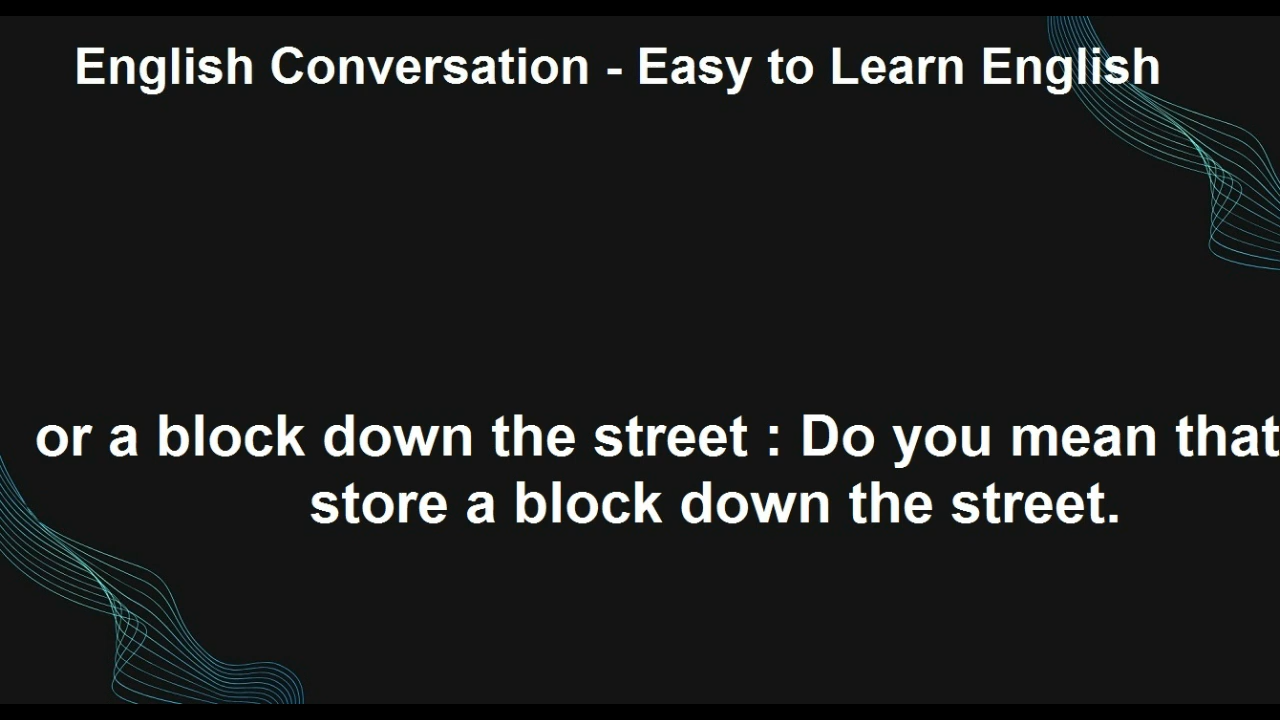 English Conversation - Easy to Learn English
or a block down the street : Do you mean that
store a block down the street.